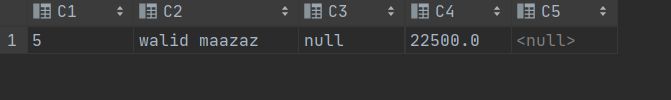 C1 C2 C3 C4 C5
1 5 walid maazaz null 22500.0 <null>